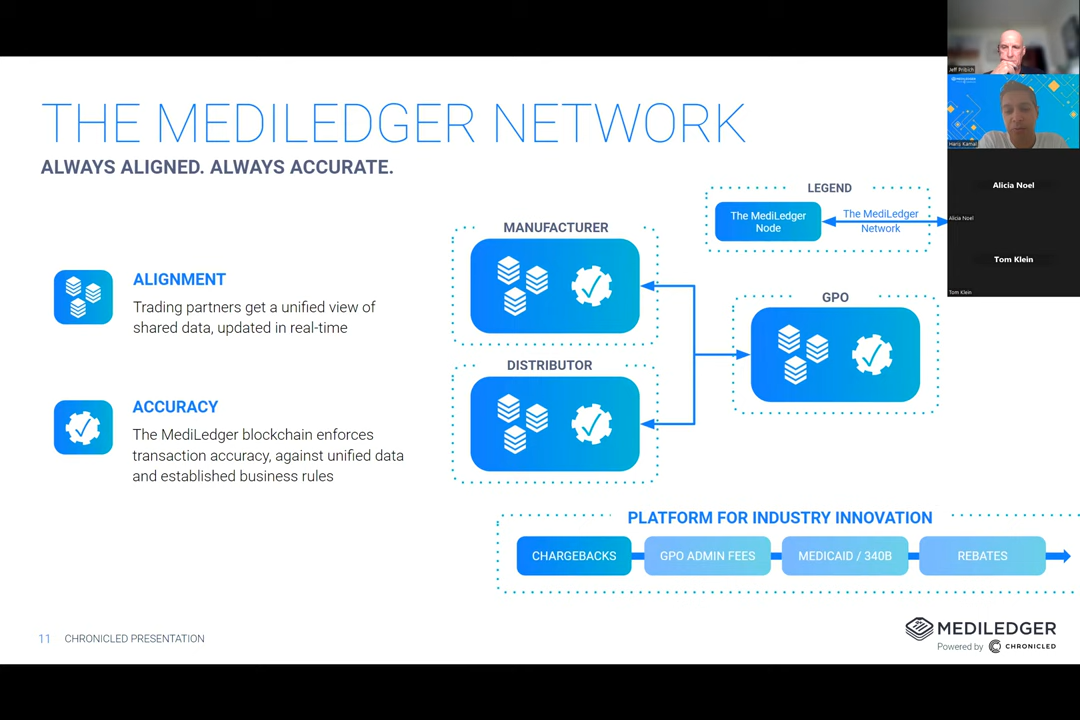 THE MEDILEDGER NETWORK
ALWAYS ALIGNED. ALWAYS ACCURATE.
ALIGNMENT
Trading partners get a unified view of
shared data, updated in real-time
ACCURACY
The MediLedger blockchain enforces
transaction accuracy, against unified data
and established business rules
LEGEND
The MediLedger
Node
The MediLedger
Network
MANUFACTURER
DISTRIBUTOR
GPO
PLATFORM FOR INDUSTRY INNOVATION
CHARGEBACKS
GPO ADMIN FEES
MEDICAID / 340B
REBATES
11 CHRONICLED PRESENTATION
MEDILEDGER
Powered by CHRONICLED
Jeff Pribich
MEDILEDGER
Haris Kamal
Alicia Noel
Alicia Noel
Tom Klein
Tom Klein